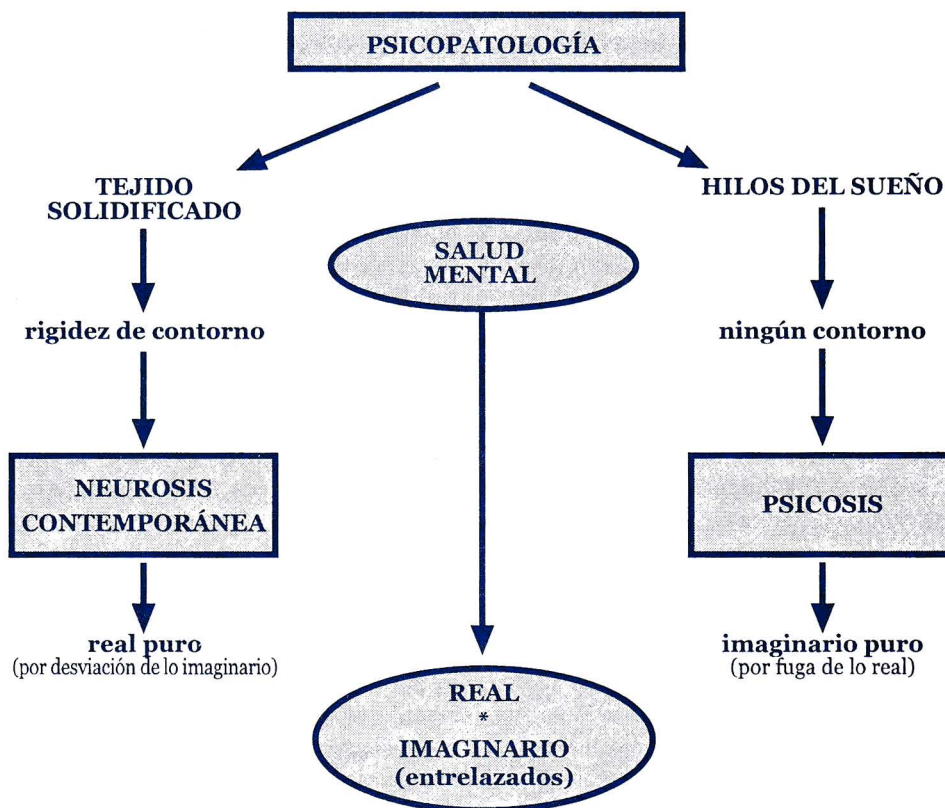 PSICOPATOLOGÍA
TEJIDO
SOLIDIFICADO
HILOS DEL SUEÑO
SALUD
MENTAL
rigidez de contorno
ningún contorno
NEUROSIS
CONTEMPORÁNEA
PSICOSIS
real puro
(por desviación de lo imaginario)
imaginario puro
(por fuga de lo real)
REAL
*
IMAGINARIO
(entrelazados)